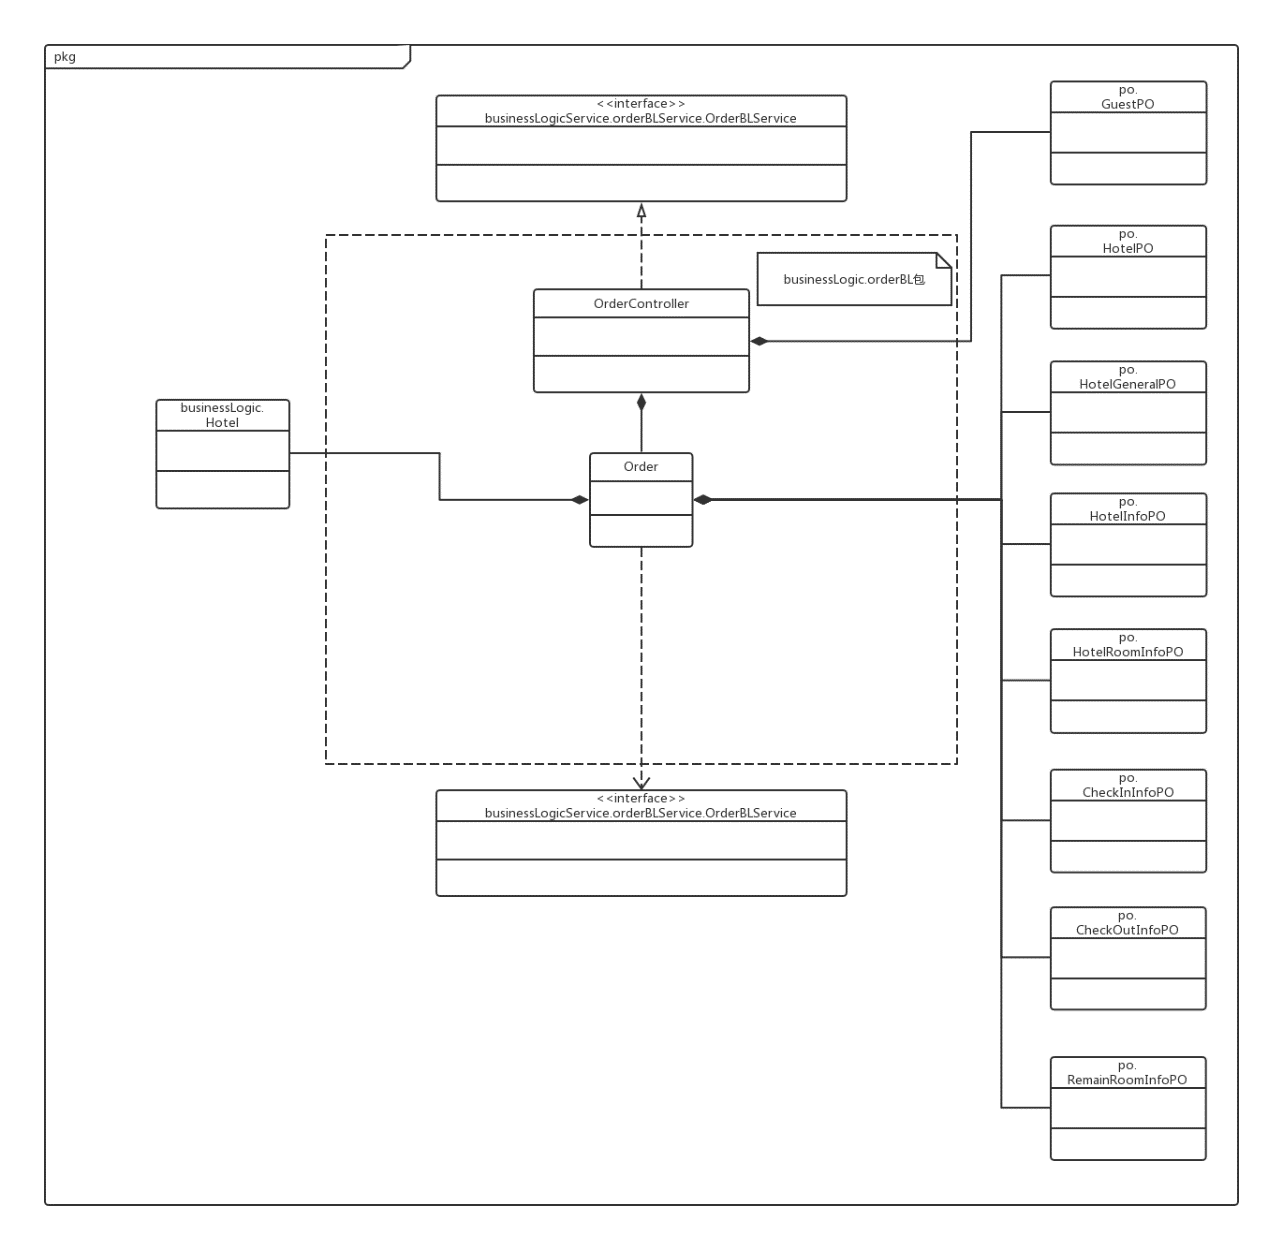 pkg
<<interface>>
businessLogicService.orderBLService.OrderBLService
po.
GuestPO
po.
HotelPO
businessLogic.orderBL包
OrderController
po.
HotelGeneralPO
businessLogic.
Hotel
Order
po.
HotelInfoPO
po.
HotelRoomInfoPO
po.
CheckInInfoPO
<<interface>>
businessLogicService.orderBLService.OrderBLService
po.
CheckOutInfoPO
po.
RemainRoomInfoPO